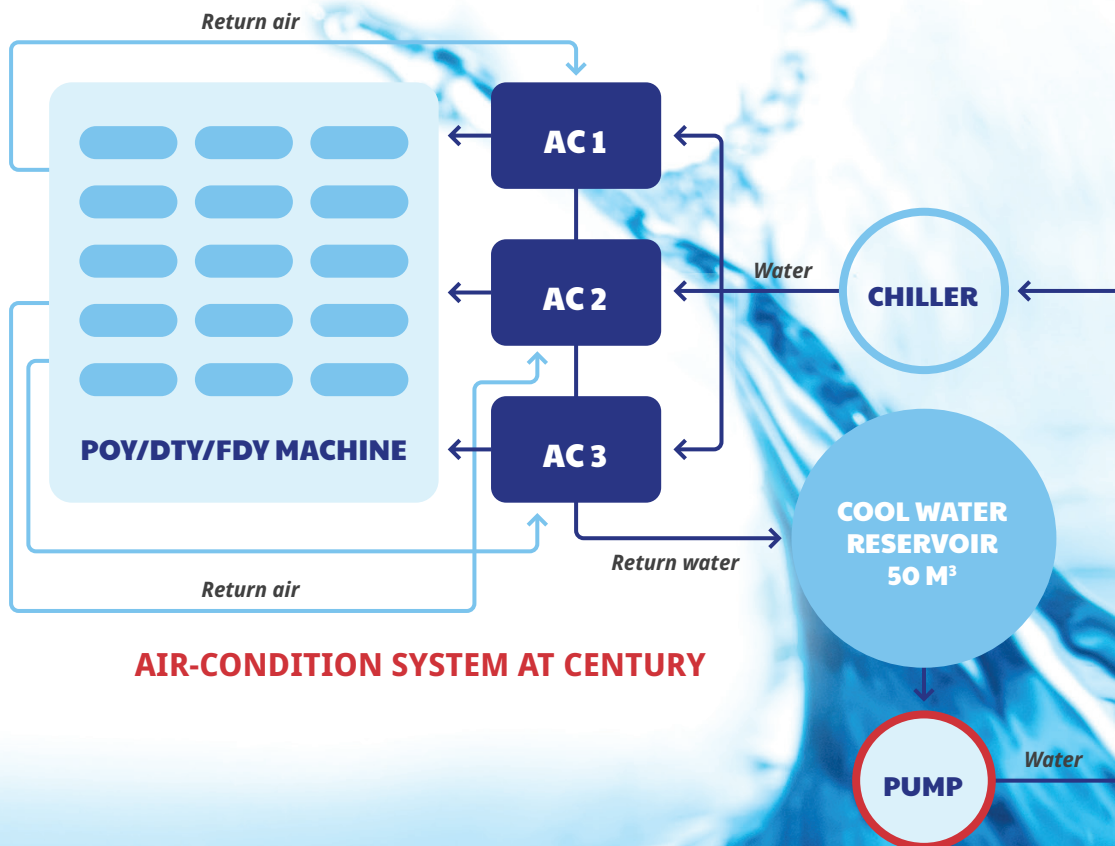 Return air
AC 1
AC 2
Water
CHILLER
POY/DTY/FDY MACHINE
AC 3
COOL WATER
RESERVOIR
50 M³
Return water
Return air
AIR-CONDITION SYSTEM AT CENTURY
Water
PUMP